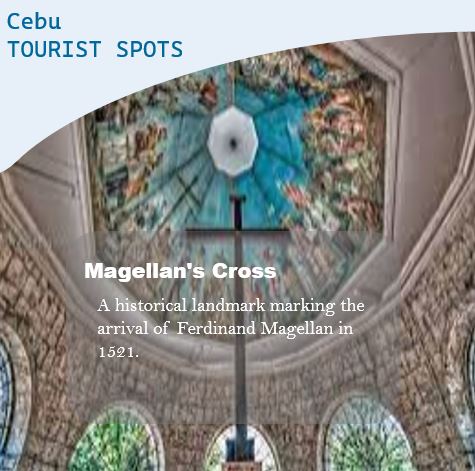 Cebu
TOURIST SPOTS
Magellan's Cross
A historical landmark marking the
arrival of Ferdinand Magellan in
1521.